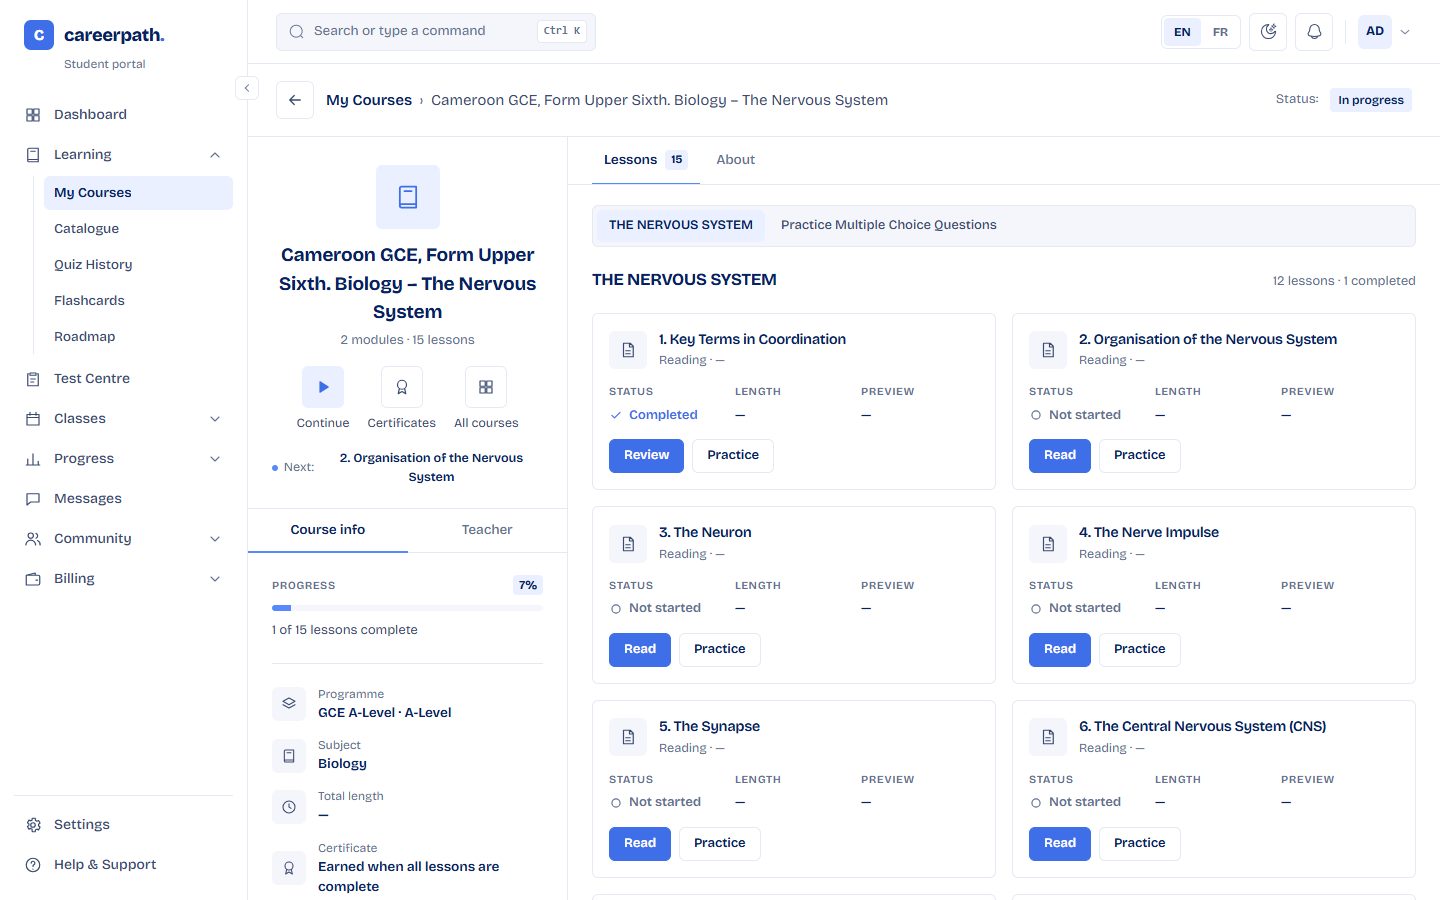 C careerpath.
Student portal
Dashboard
Learning
My Courses
Catalogue
Quiz History
Flashcards
Roadmap
Test Centre
Classes
Progress
Messages
Community
Billing
Settings
Help & Support
Search or type a command Ctrl K
EN FR AD
My Courses › Cameroon GCE, Form Upper Sixth. Biology – The Nervous System
Status: In progress
Cameroon GCE, Form Upper
Sixth. Biology – The Nervous
System
2 modules · 15 lessons
Continue Certificates All courses
Next: 2. Organisation of the Nervous
System
Course info Teacher
PROGRESS 7%
1 of 15 lessons complete
Programme
GCE A-Level · A-Level
Subject
Biology
Total length
—
Certificate
Earned when all lessons are
complete
Lessons 15 About
THE NERVOUS SYSTEM Practice Multiple Choice Questions
THE NERVOUS SYSTEM 12 lessons · 1 completed
1. Key Terms in Coordination
Reading · —
STATUS LENGTH PREVIEW
Completed — —
Review Practice
2. Organisation of the Nervous System
Reading · —
STATUS LENGTH PREVIEW
Not started — —
Read Practice
3. The Neuron
Reading · —
STATUS LENGTH PREVIEW
Not started — —
Read Practice
4. The Nerve Impulse
Reading · —
STATUS LENGTH PREVIEW
Not started — —
Read Practice
5. The Synapse
Reading · —
STATUS LENGTH PREVIEW
Not started — —
Read Practice
6. The Central Nervous System (CNS)
Reading · —
STATUS LENGTH PREVIEW
Not started — —
Read Practice